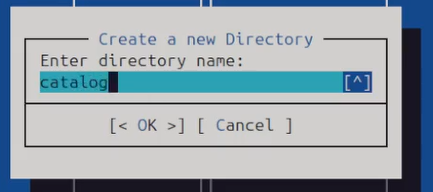 Create a new Directory
Enter directory name:
catalog [^]
[< OK >] [ Cancel ]